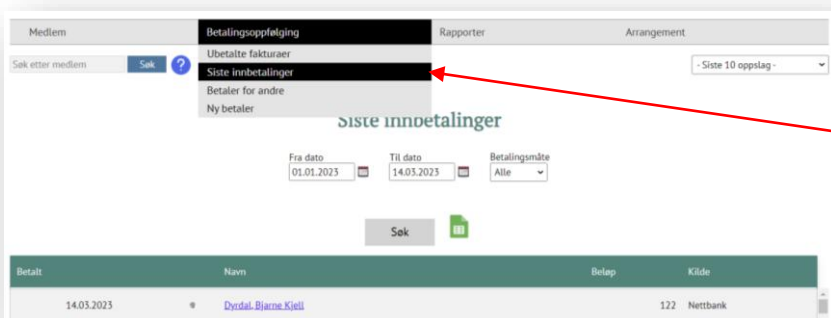 Medlem Betalingsoppfølging Rapporter Arrangement
Ubetalte fakturaer
Søk etter medlem Søk ? Siste innbetalinger - Siste 10 oppslag -
Betaler for andre
Ny betaler
Siste innbetalinger
Fra dato Til dato Betalingsmåte
01.01.2023 14.03.2023 Alle
Søk
Betalt Navn Beløp Kilde
14.03.2023 Dyrdal, Bjarne Kjell 122 Nettbank